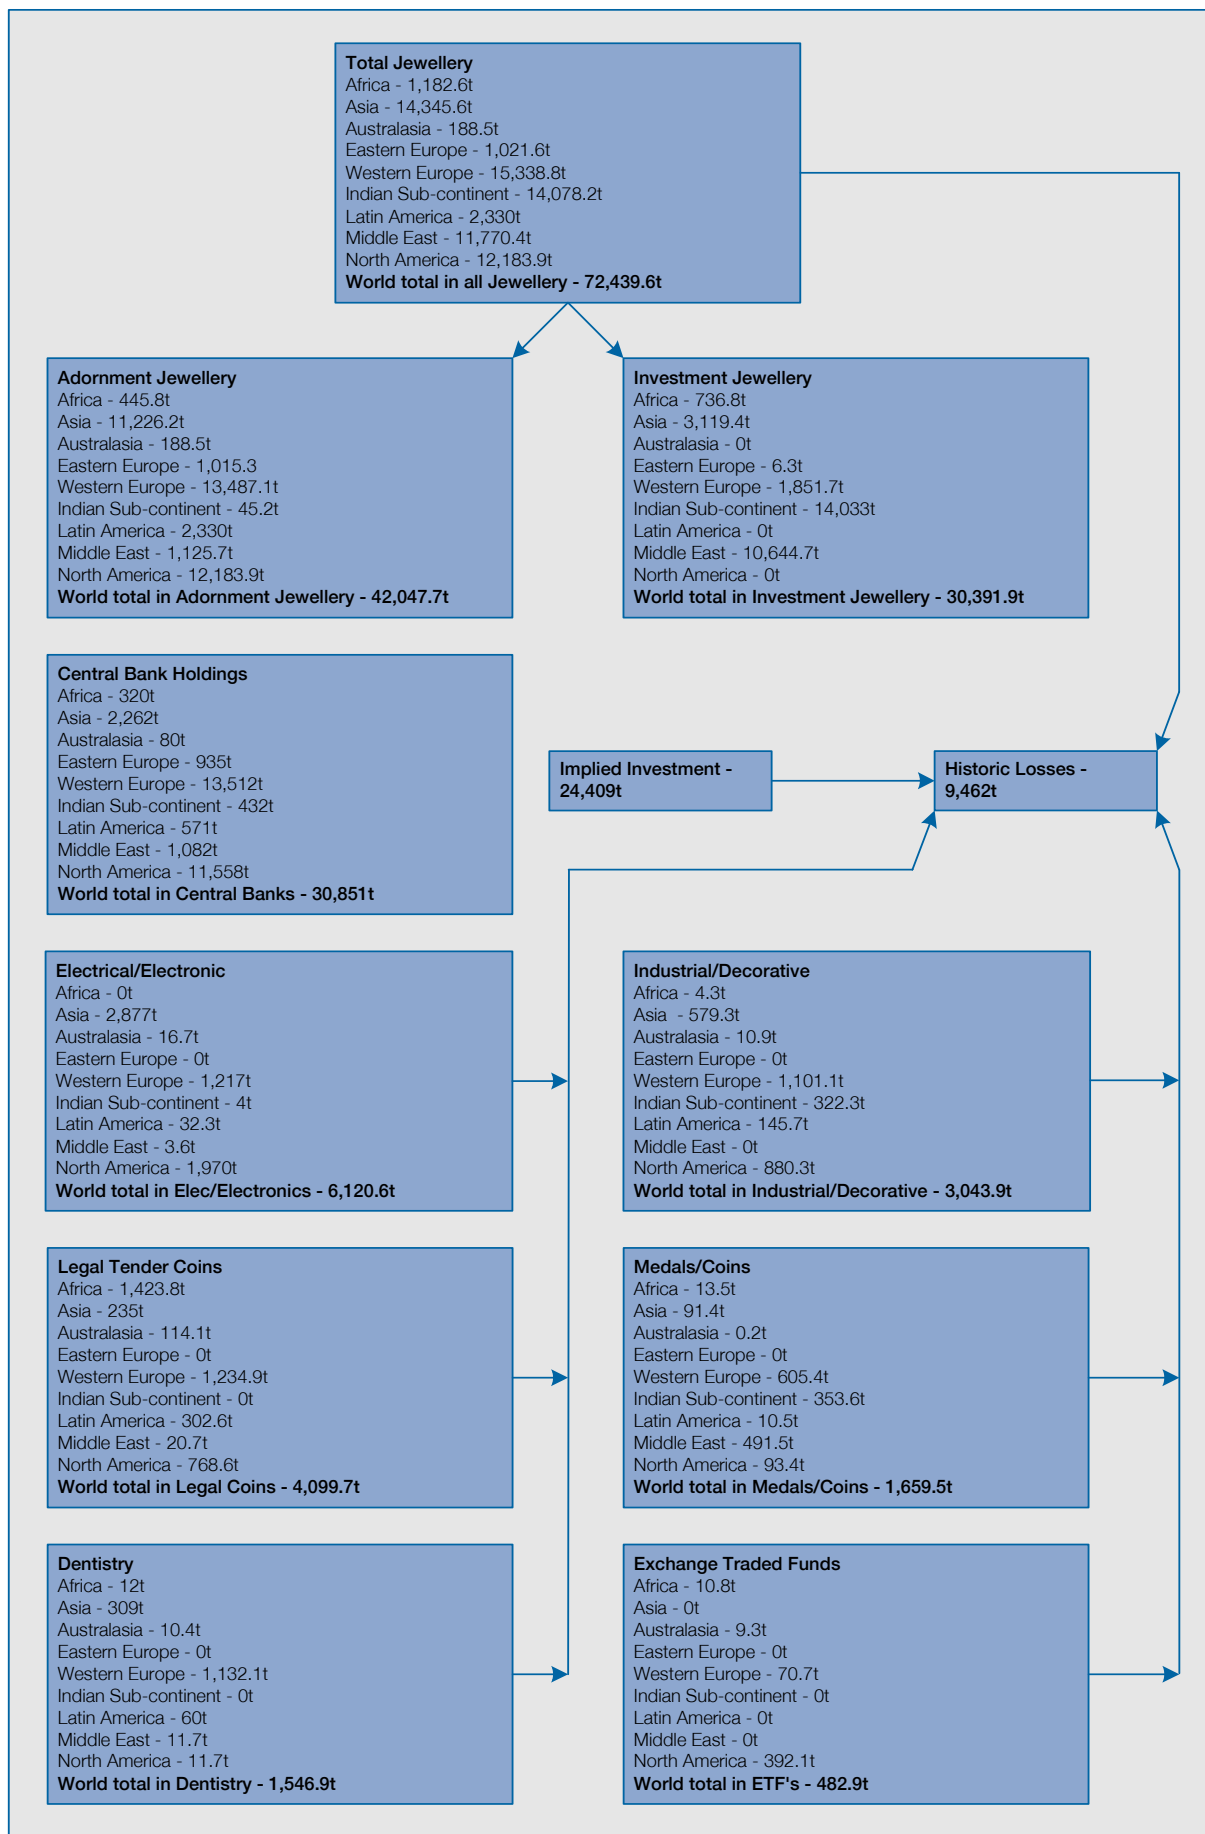 Total Jewellery
Africa - 1,182.6t
Asia - 14,345.6t
Australasia - 188.5t
Eastern Europe - 1,021.6t
Western Europe - 15,338.8t
Indian Sub-continent - 14,078.2t
Latin America - 2,330t
Middle East - 11,770.4t
North America - 12,183.9t
World total in all Jewellery - 72,439.6t
Adornment Jewellery
Africa - 445.8t
Asia - 11,226.2t
Australasia - 188.5t
Eastern Europe - 1,015.3
Western Europe - 13,487.1t
Indian Sub-continent - 45.2t
Latin America - 2,330t
Middle East - 1,125.7t
North America - 12,183.9t
World total in Adornment Jewellery - 42,047.7t
Investment Jewellery
Africa - 736.8t
Asia - 3,119.4t
Australasia - 0t
Eastern Europe - 6.3t
Western Europe - 1,851.7t
Indian Sub-continent - 14,033t
Latin America - 0t
Middle East - 10,644.7t
North America - 0t
World total in Investment Jewellery - 30,391.9t
Central Bank Holdings
Africa - 320t
Asia - 2,262t
Australasia - 80t
Eastern Europe - 935t
Western Europe - 13,512t
Indian Sub-continent - 432t
Latin America - 571t
Middle East - 1,082t
North America - 11,558t
World total in Central Banks - 30,851t
Implied Investment -
24,409t
Historic Losses -
9,462t
Electrical/Electronic
Africa - 0t
Asia - 2,877t
Australasia - 16.7t
Eastern Europe - 0t
Western Europe - 1,217t
Indian Sub-continent - 4t
Latin America - 32.3t
Middle East - 3.6t
North America - 1,970t
World total in Elec/Electronics - 6,120.6t
Industrial/Decorative
Africa - 4.3t
Asia - 579.3t
Australasia - 10.9t
Eastern Europe - 0t
Western Europe - 1,101.1t
Indian Sub-continent - 322.3t
Latin America - 145.7t
Middle East - 0t
North America - 880.3t
World total in Industrial/Decorative - 3,043.9t
Legal Tender Coins
Africa - 1,423.8t
Asia - 235t
Australasia - 114.1t
Eastern Europe - 0t
Western Europe - 1,234.9t
Indian Sub-continent - 0t
Latin America - 302.6t
Middle East - 20.7t
North America - 768.6t
World total in Legal Coins - 4,099.7t
Medals/Coins
Africa - 13.5t
Asia - 91.4t
Australasia - 0.2t
Eastern Europe - 0t
Western Europe - 605.4t
Indian Sub-continent - 353.6t
Latin America - 10.5t
Middle East - 491.5t
North America - 93.4t
World total in Medals/Coins - 1,659.5t
Dentistry
Africa - 12t
Asia - 309t
Australasia - 10.4t
Eastern Europe - 0t
Western Europe - 1,132.1t
Indian Sub-continent - 0t
Latin America - 60t
Middle East - 11.7t
North America - 11.7t
World total in Dentistry - 1,546.9t
Exchange Traded Funds
Africa - 10.8t
Asia - 0t
Australasia - 9.3t
Eastern Europe - 0t
Western Europe - 70.7t
Indian Sub-continent - 0t
Latin America - 0t
Middle East - 0t
North America - 392.1t
World total in ETF's - 482.9t